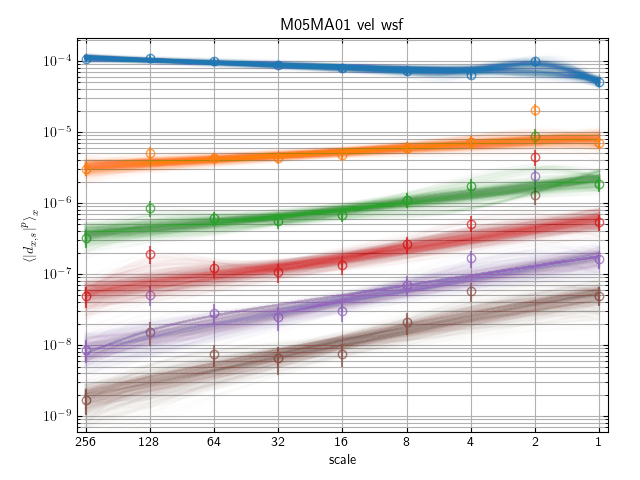 M05MA01 vel wsf
10⁻⁴
10⁻⁵
10⁻⁶
10⁻⁷
10⁻⁸
10⁻⁹
⟨|d_{x,s}|^p⟩_x
256 128 64 32 16 8 4 2 1
scale